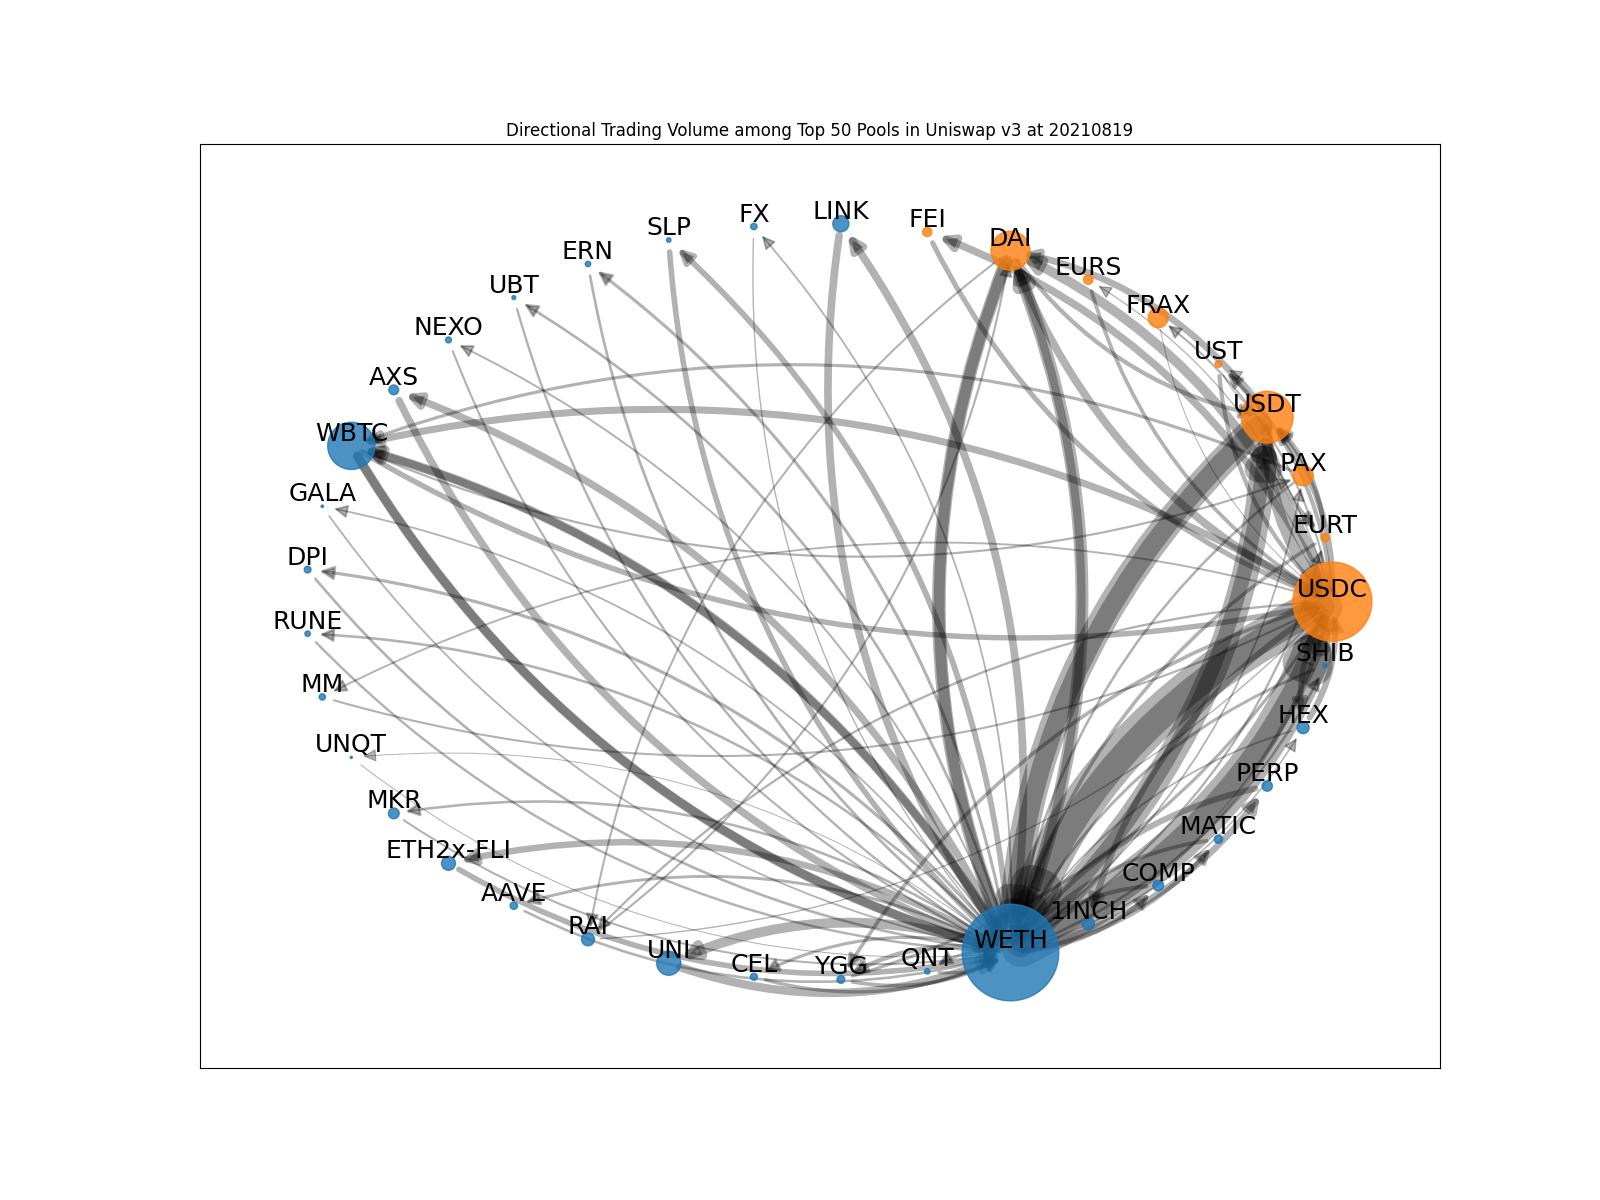 Directional Trading Volume among Top 50 Pools in Uniswap v3 at 20210819
LINK
FX
FEI
SLP
DAI
ERN
EURS
UBT
FRAX
NEXO
UST
AXS
USDT
WBTC
PAX
GALA
EURT
DPI
USDC
RUNE
SHIB
MM
HEX
UNQT
PERP
MKR
MATIC
ETH2x-FLI
COMP
AAVE
1INCH
RAI
WETH
UNI
QNT
CEL
YGG